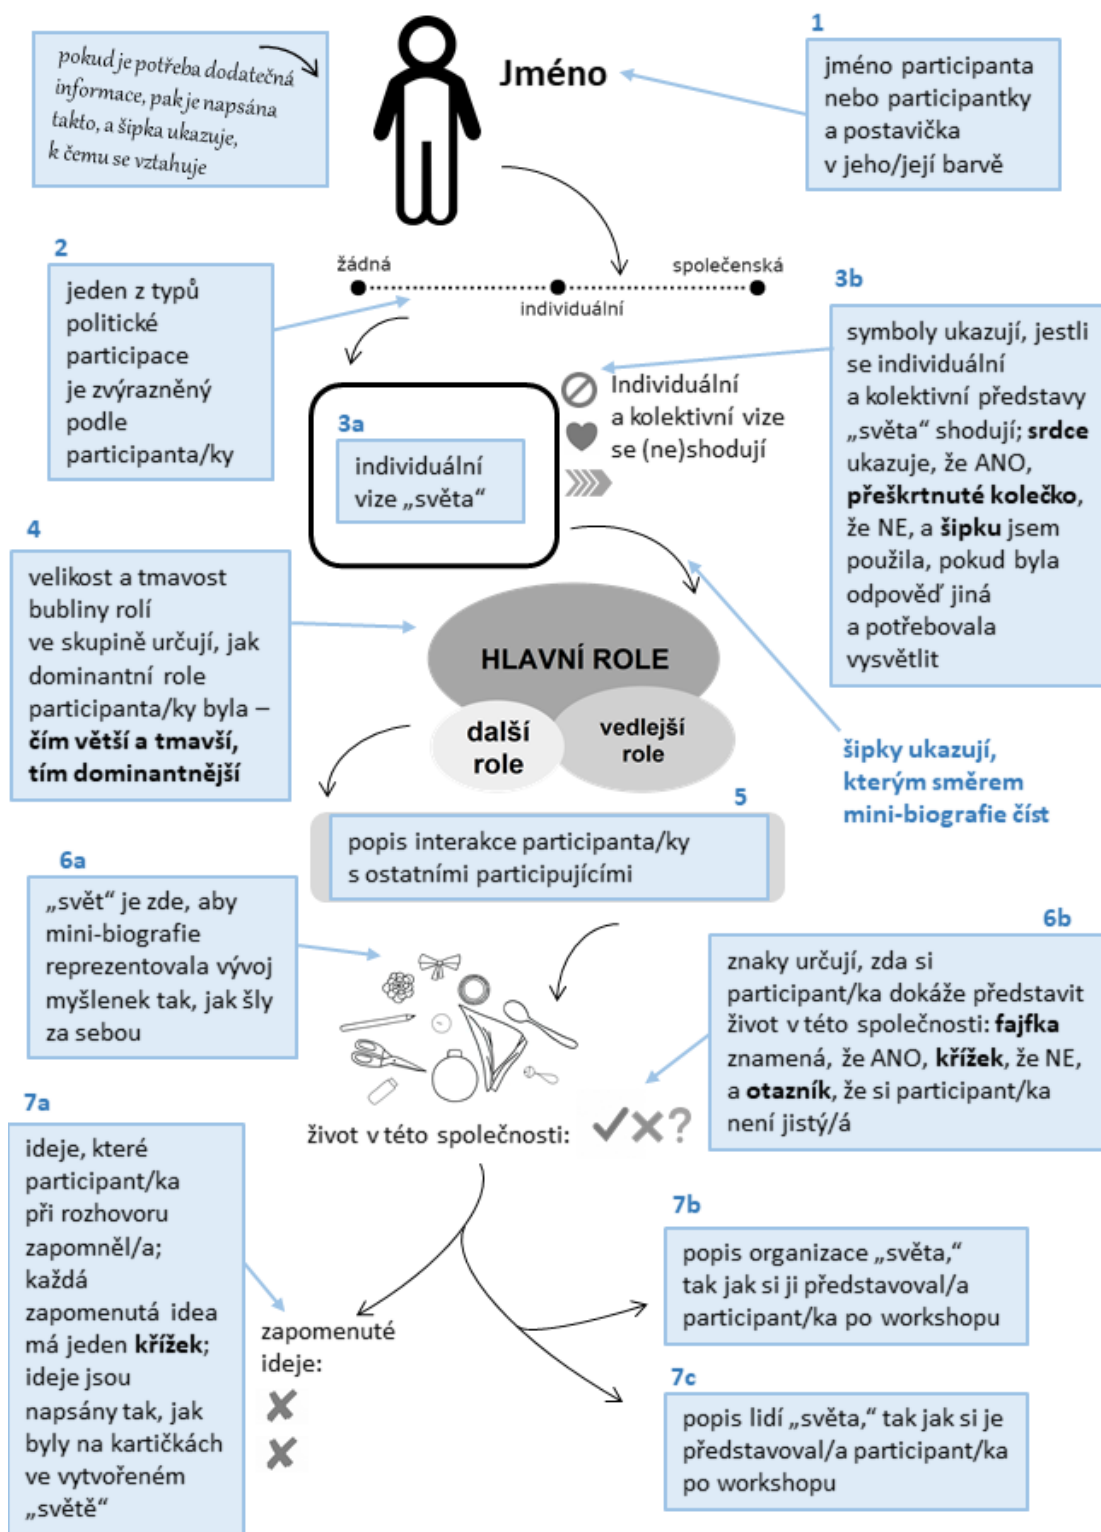 pokud je potřeba dodatečná
informace, pak je napsána
takto, a šipka ukazuje,
k čemu se vztahuje
Jméno
1
jméno participanta
nebo participantky
a postavička
v jeho/její barvě
2
jeden z typů
politické
participace
je zvýrazněný
podle
participanta/ky
žádná
individuální
společenská
3a
individuální
vize „světa“
Individuální
a kolektivní vize
se (ne)shodují
3b
symboly ukazují, jestli
se individuální
a kolektivní představy
„světa“ shodují; srdce
ukazuje, že ANO,
přeškrtnuté kolečko,
že NE, a šipku jsem
použila, pokud byla
odpověď jiná
a potřebovala
vysvětlit
4
velikost a tmavost
bubliny rolí
ve skupině určují, jak
dominantní role
participanta/ky byla –
čím větší a tmavší,
tím dominantnější
HLAVNÍ ROLE
další
role
vedlejší
role
šipky ukazují,
kterým směrem
mini-biografie číst
5
popis interakce participanta/ky
s ostatními participujícími
6a
„svět“ je zde, aby
mini-biografie
reprezentovala vývoj
myšlenek tak, jak šly
za sebou
6b
znaky určují, zda si
participant/ka dokáže představit
život v této společnosti: fajfka
znamená, že ANO, křížek, že NE,
a otazník, že si participant/ka
není jistý/á
život v této společnosti: ✓✗?
7a
ideje, které
participant/ka
při rozhovoru
zapomněl/a;
každá
zapomenutá idea
má jeden křížek;
ideje jsou
napsány tak, jak
byly na kartičkách
ve vytvořeném
„světě“
zapomenuté
ideje:
7b
popis organizace „světa,“
tak jak si ji představoval/a
participant/ka po workshopu
7c
popis lidí „světa,“ tak jak si je
představoval/a participant/ka
po workshopu